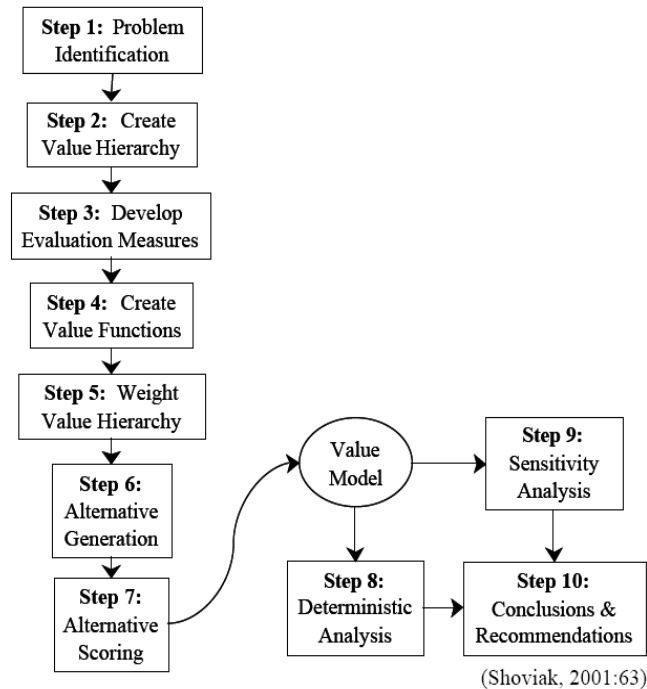 Step 1: Problem
Identification
Step 2: Create
Value Hierarchy
Step 3: Develop
Evaluation Measures
Step 4: Create
Value Functions
Step 5: Weight
Value Hierarchy
Step 6:
Alternative
Generation
Step 7:
Alternative
Scoring
Value
Model
Step 8:
Deterministic
Analysis
Step 9:
Sensitivity
Analysis
Step 10:
Conclusions &
Recommendations
(Shoviak, 2001:63)